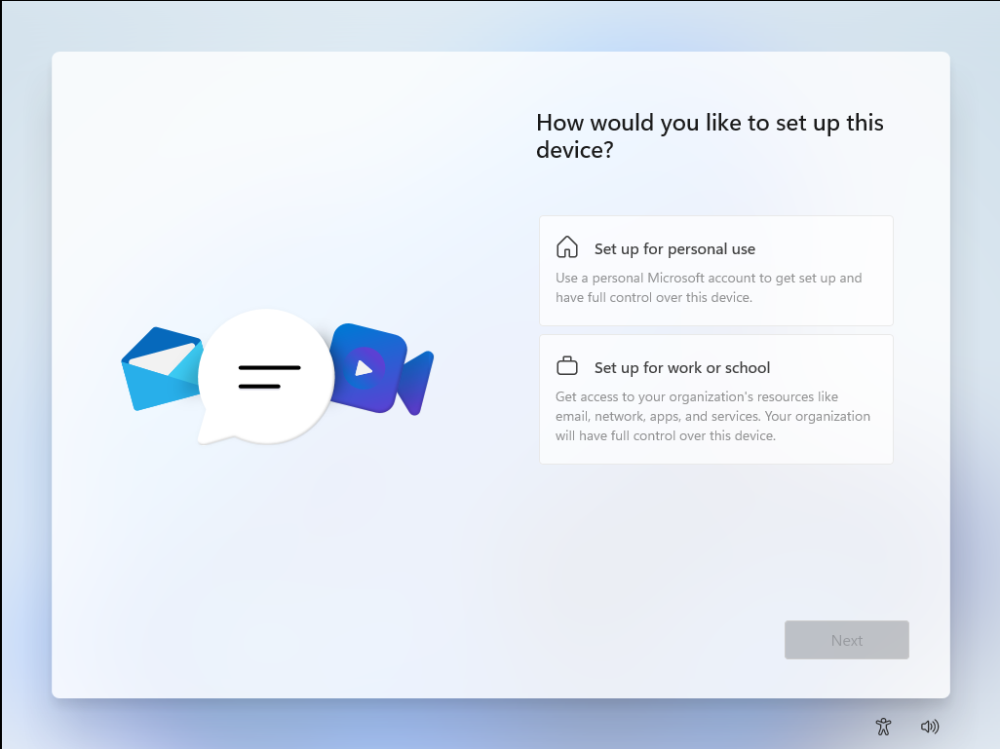 How would you like to set up this
device?
Set up for personal use
Use a personal Microsoft account to get set up and
have full control over this device.
Set up for work or school
Get access to your organization's resources like
email, network, apps, and services. Your organization
will have full control over this device.
Next